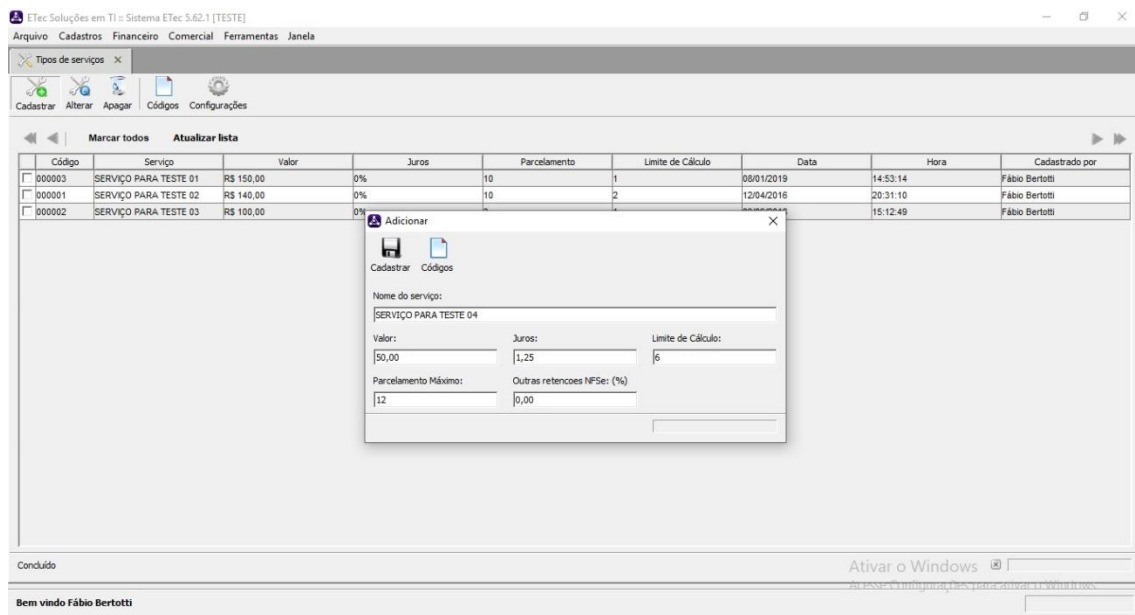 ETec Soluções em TI :: Sistema ETec 5.62.1 [TESTE]
Arquivo Cadastros Financeiro Comercial Ferramentas Janela
Tipos de serviços
Cadastrar Alterar Apagar Códigos Configurações
Marcar todos Atualizar lista
Código Serviço Valor Juros Parcelamento Limite de Cálculo Data Hora Cadastrado por
000003 SERVIÇO PARA TESTE 01 R$ 150,00 0% 10 1 08/01/2019 14:53:14 Fábio Bertotti
000001 SERVIÇO PARA TESTE 02 R$ 140,00 0% 10 2 12/04/2016 20:31:10 Fábio Bertotti
000002 SERVIÇO PARA TESTE 03 R$ 100,00 0% 15:12:49 Fábio Bertotti
Adicionar
Cadastrar Códigos
Nome do serviço:
SERVIÇO PARA TESTE 04
Valor: Juros: Limite de Cálculo:
50,00 1,25 6
Parcelamento Máximo: Outras retencoes NFSe: (%)
12 0,00
Concluído
Ativar o Windows
Acesse Configurações para ativar o Windows.
Bem vindo Fábio Bertotti